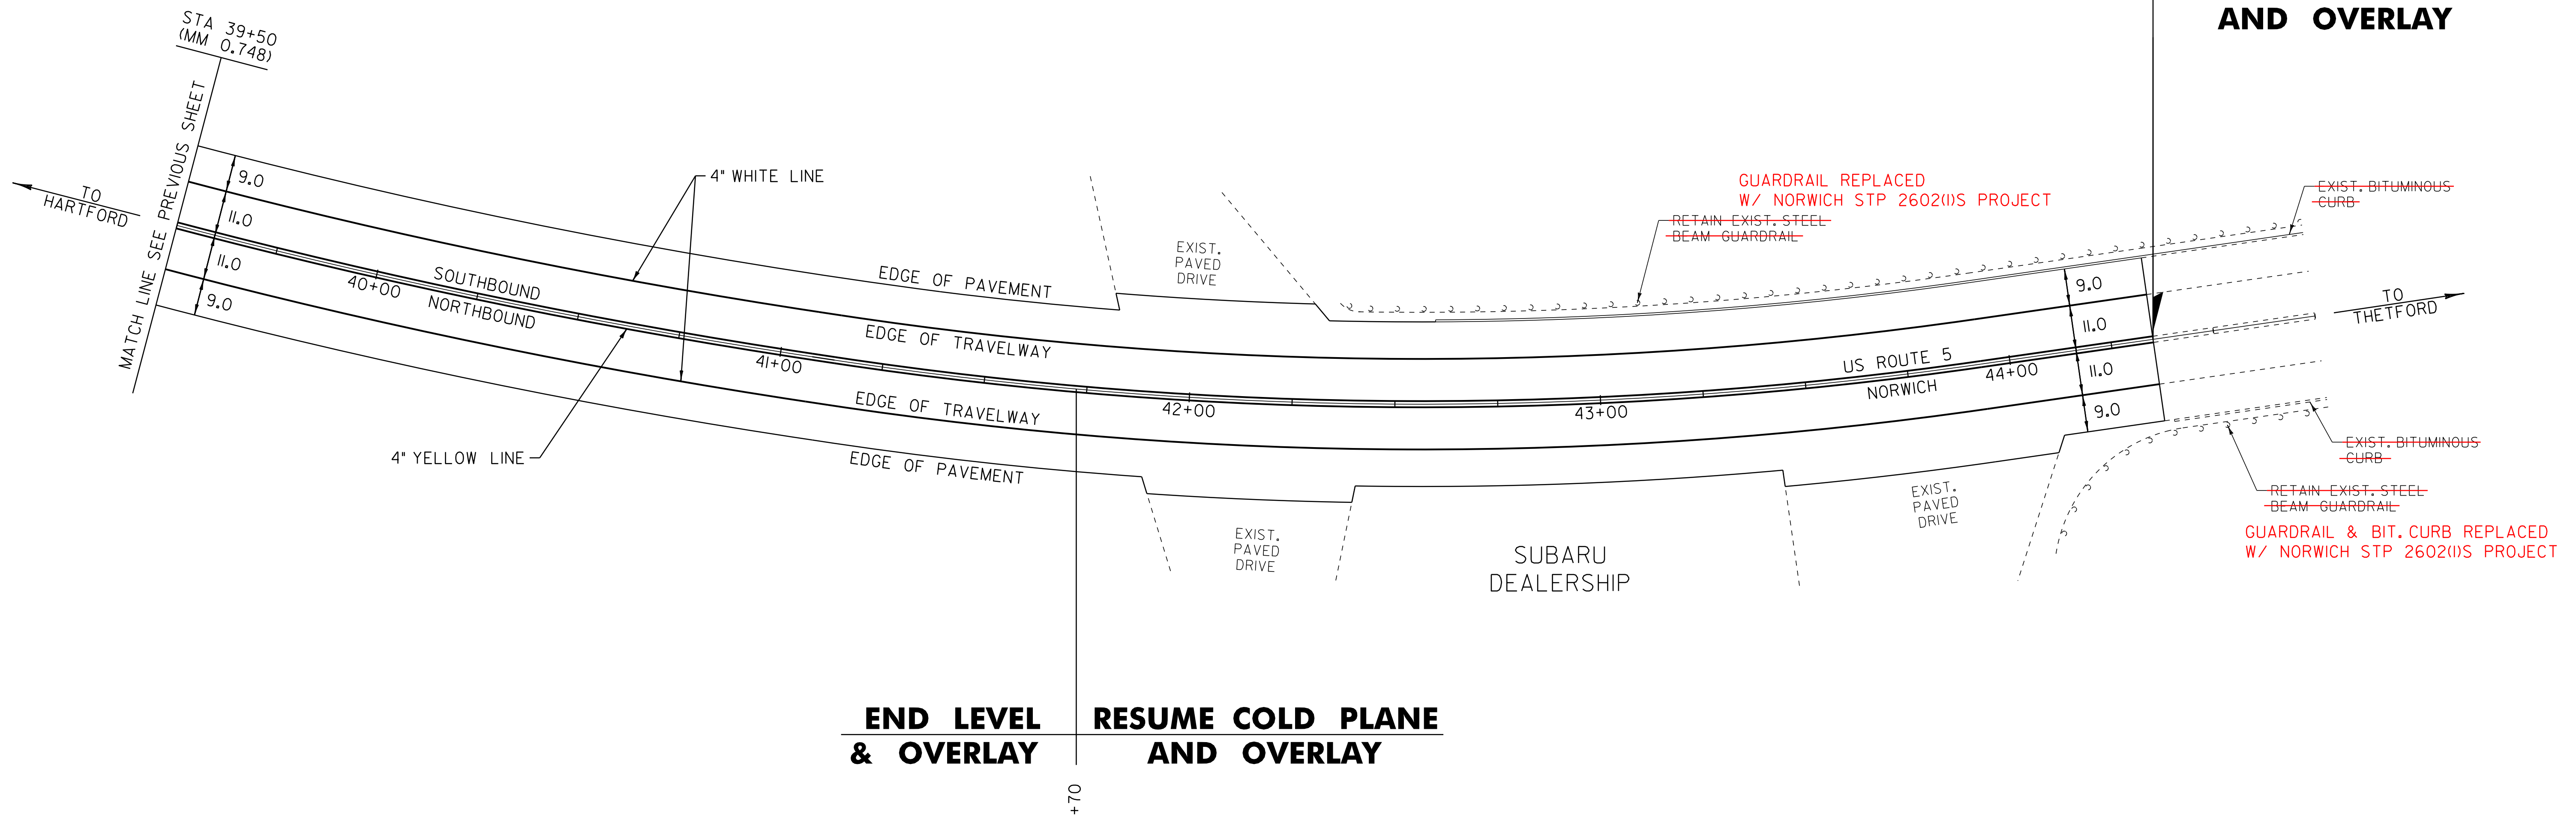 AND OVERLAY
STA 39+50
(MM 0.748)
MATCH LINE SEE PREVIOUS SHEET
TO
HARTFORD
9.0
11.0
11.0
9.0
4" WHITE LINE
SOUTHBOUND
40+00
NORTHBOUND
EDGE OF PAVEMENT
EDGE OF TRAVELWAY
41+00
EDGE OF TRAVELWAY
4" YELLOW LINE
EDGE OF PAVEMENT
EXIST.
PAVED
DRIVE
GUARDRAIL REPLACED
W/ NORWICH STP 2602(1)S PROJECT
RETAIN EXIST. STEEL
BEAM GUARDRAIL
EXIST. BITUMINOUS
CURB
42+00
43+00
US ROUTE 5
NORWICH
44+00
9.0
11.0
11.0
9.0
TO
THETFORD
EXIST. BITUMINOUS
CURB
RETAIN EXIST. STEEL
BEAM GUARDRAIL
GUARDRAIL & BIT. CURB REPLACED
W/ NORWICH STP 2602(1)S PROJECT
EXIST.
PAVED
DRIVE
SUBARU
DEALERSHIP
EXIST.
PAVED
DRIVE
END LEVEL
& OVERLAY
RESUME COLD PLANE
AND OVERLAY
+70